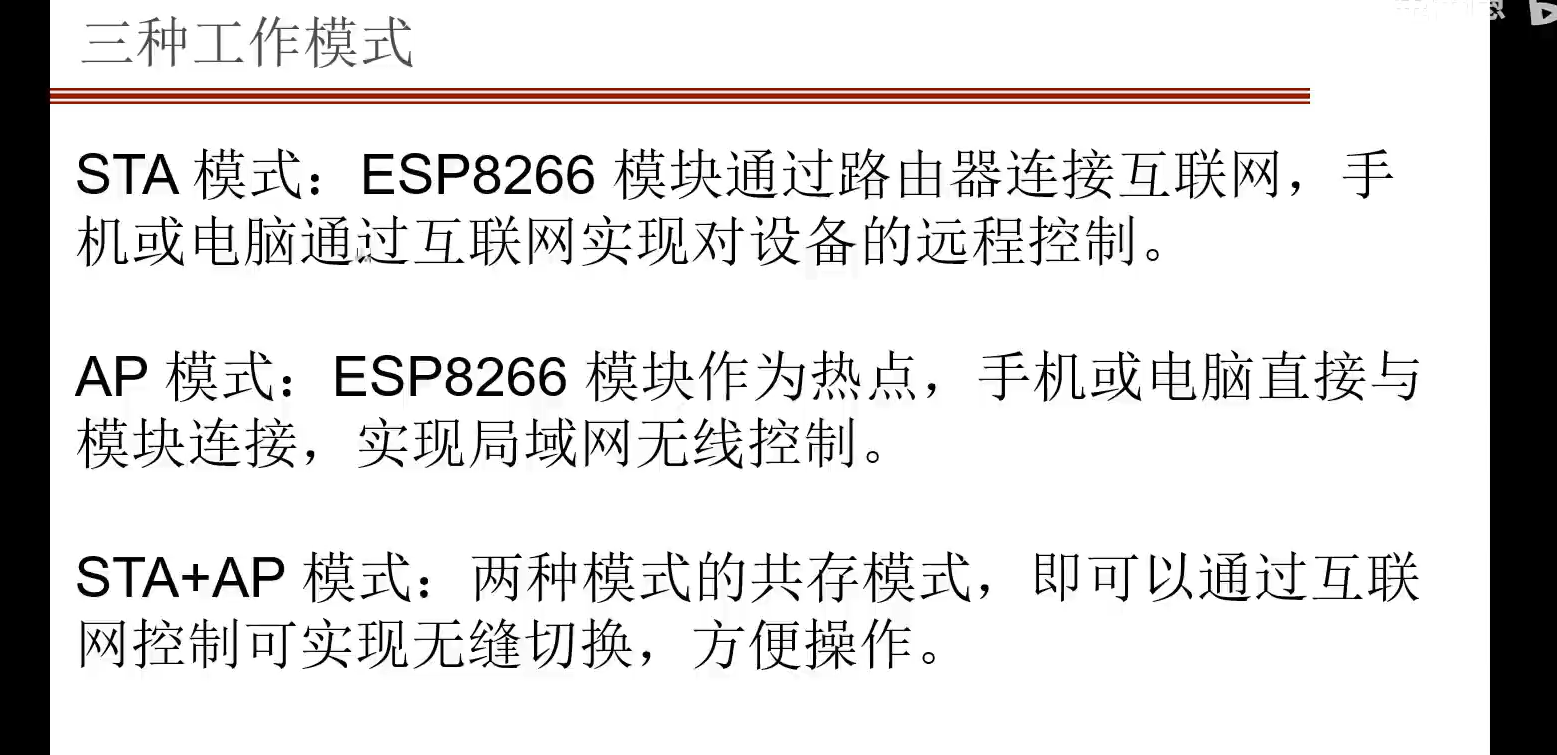 三种工作模式
STA 模式：ESP8266 模块通过路由器连接互联网，手
机或电脑通过互联网实现对设备的远程控制。
AP 模式：ESP8266 模块作为热点，手机或电脑直接与
模块连接，实现局域网无线控制。
STA+AP 模式：两种模式的共存模式，即可以通过互联
网控制可实现无缝切换，方便操作。